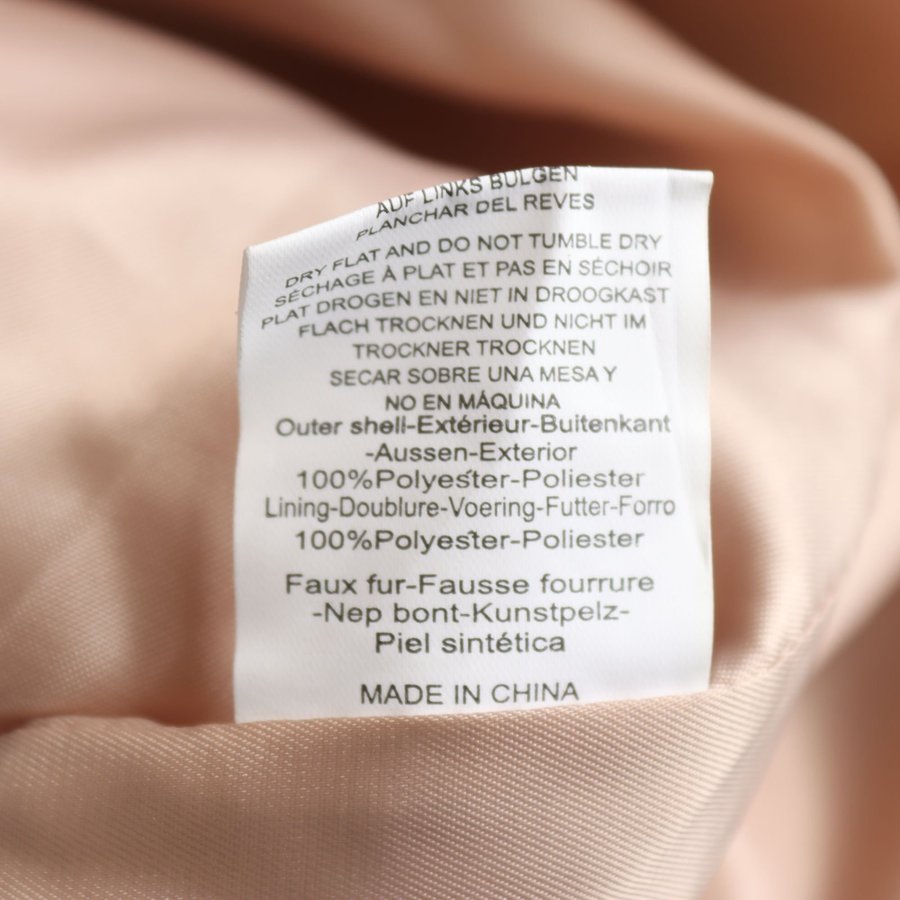 AUF LINKS BULGEN
PLANCHAR DEL REVES
DRY FLAT AND DO NOT TUMBLE DRY
SÉCHAGE À PLAT ET PAS EN SÉCHOIR
PLAT DROGEN EN NIET IN DROOGKAST
FLACH TROCKNEN UND NICHT IM
TROCKNER TROCKNEN
SECAR SOBRE UNA MESA Y
NO EN MÁQUINA
Outer shell-Extérieur-Buitenkant
-Aussen-Exterior
100%Polyester-Poliester
Lining-Doublure-Voering-Futter-Forro
100%Polyester-Poliester
Faux fur-Fausse fourrure
-Nep bont-Kunstpelz-
Piel sintética
MADE IN CHINA